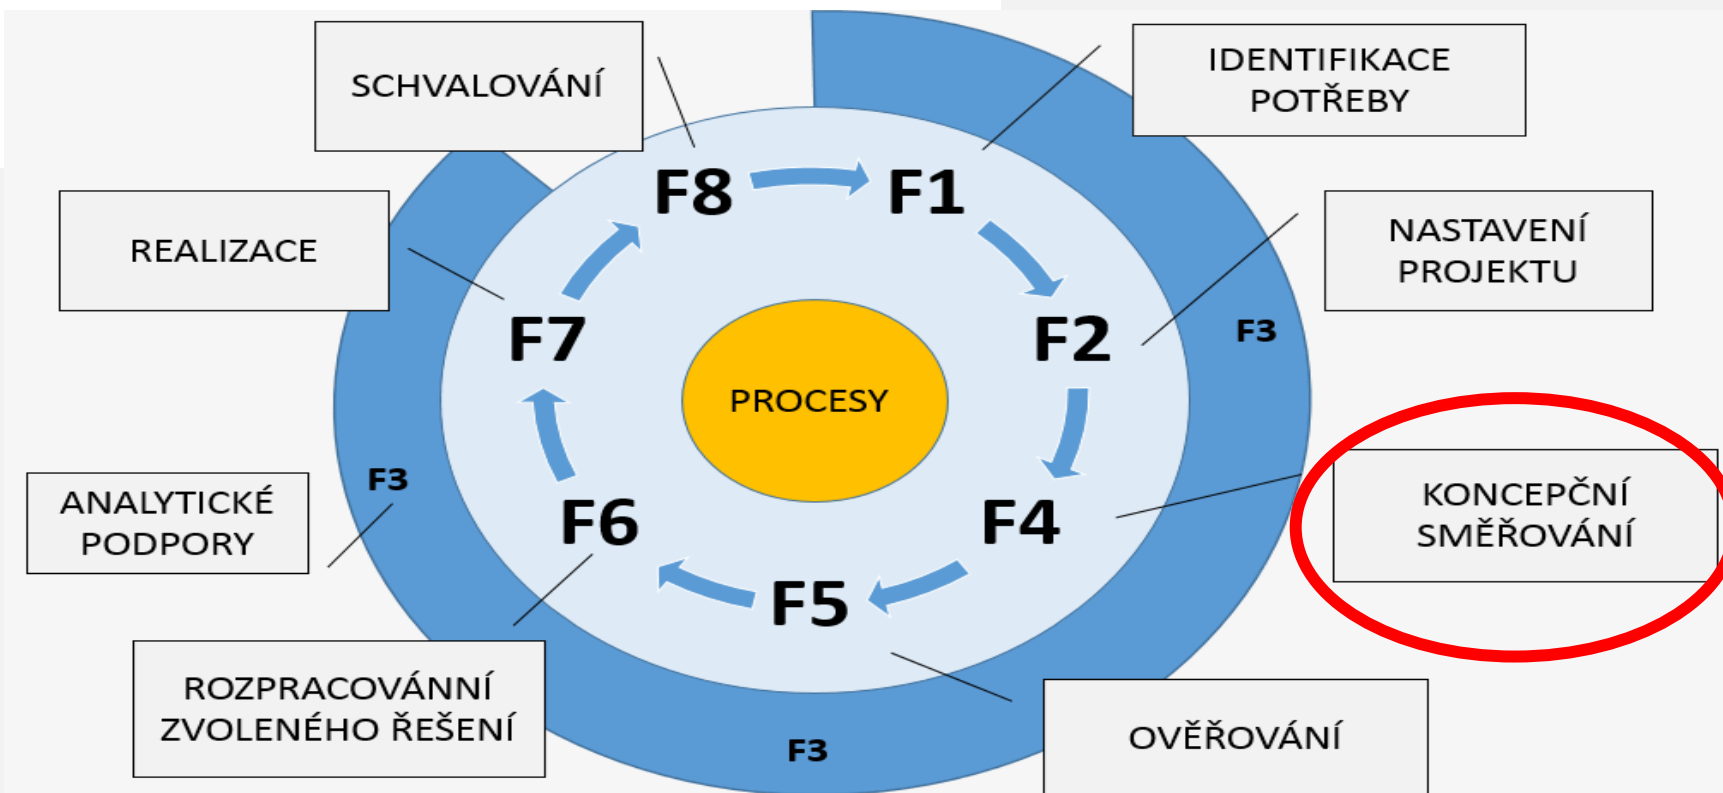 SCHVALOVÁNÍ
IDENTIFIKACE
POTŘEBY
F8
F1
REALIZACE
NASTAVENÍ
PROJEKTU
F7
F2
F3
PROCESY
F3
ANALYTICKÉ
PODPORY
F6
F4
KONCEPČNÍ
SMĚŘOVÁNÍ
F5
ROZPRACOVÁNNÍ
ZVOLENÉHO ŘEŠENÍ
F3
OVĚŘOVÁNÍ